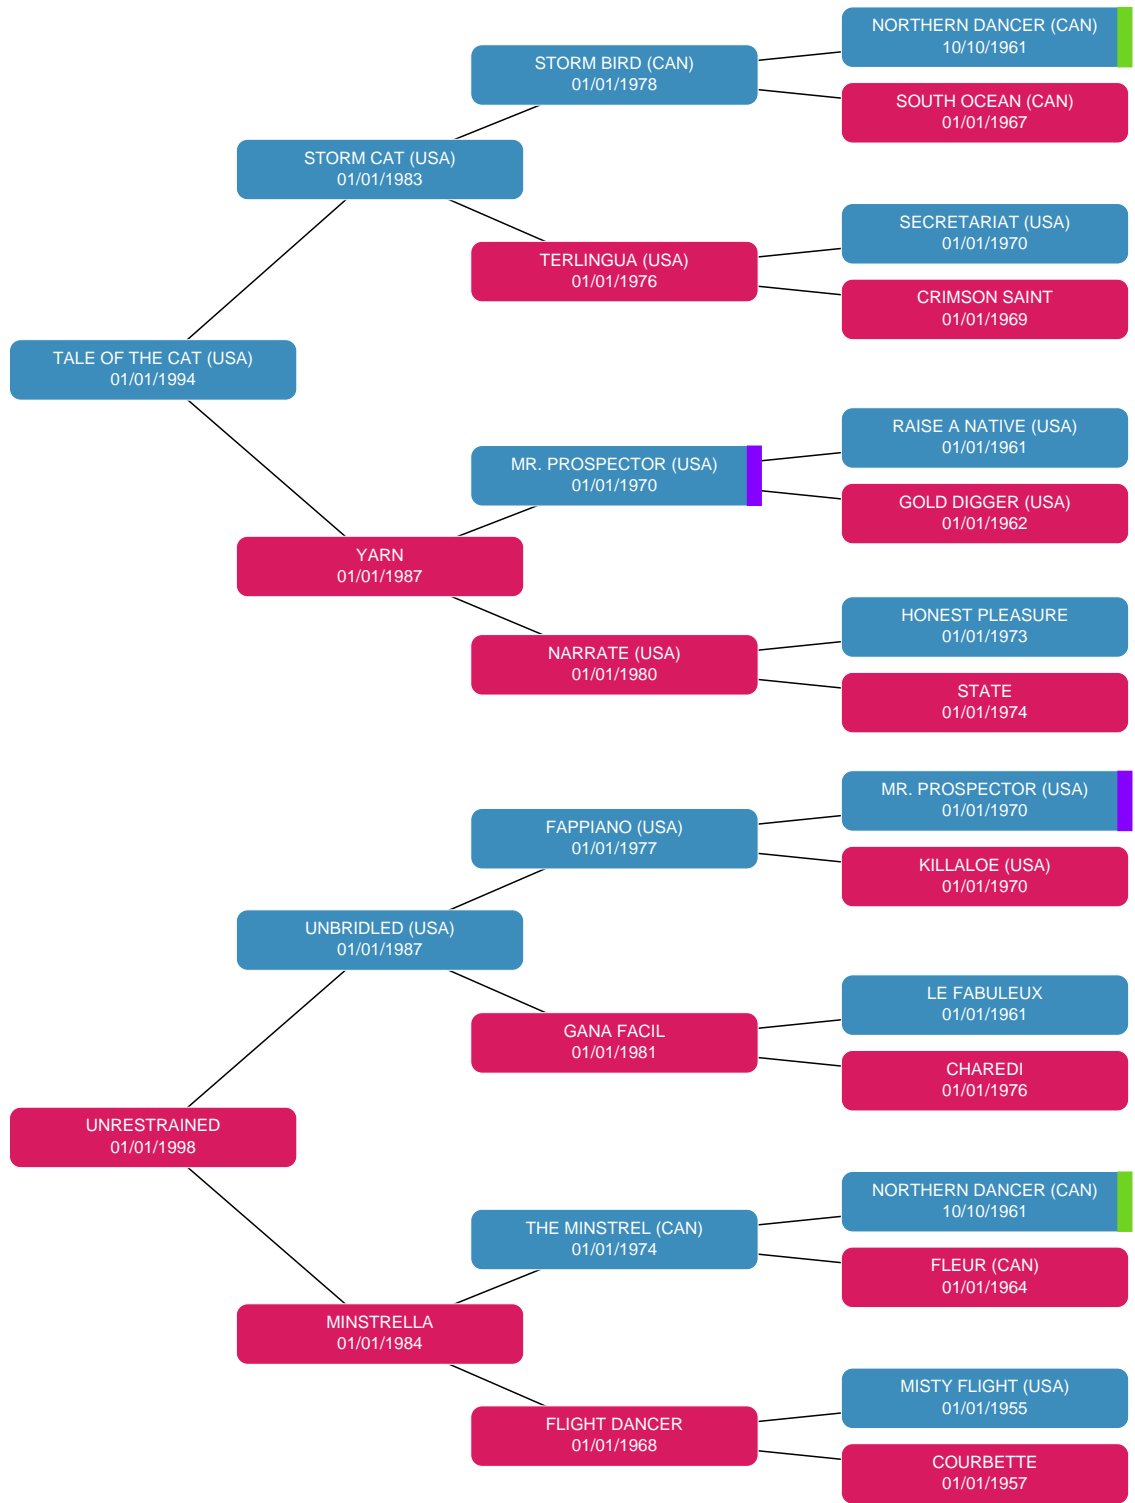 NORTHERN DANCER (CAN)
10/10/1961
STORM BIRD (CAN)
01/01/1978
SOUTH OCEAN (CAN)
01/01/1967
STORM CAT (USA)
01/01/1983
SECRETARIAT (USA)
01/01/1970
TERLINGUA (USA)
01/01/1976
CRIMSON SAINT
01/01/1969
TALE OF THE CAT (USA)
01/01/1994
RAISE A NATIVE (USA)
01/01/1961
MR. PROSPECTOR (USA)
01/01/1970
GOLD DIGGER (USA)
01/01/1962
YARN
01/01/1987
HONEST PLEASURE
01/01/1973
NARRATE (USA)
01/01/1980
STATE
01/01/1974
MR. PROSPECTOR (USA)
01/01/1970
FAPPIANO (USA)
01/01/1977
KILLALOE (USA)
01/01/1970
UNBRIDLED (USA)
01/01/1987
LE FABULEUX
01/01/1961
GANA FACIL
01/01/1981
CHAREDI
01/01/1976
UNRESTRAINED
01/01/1998
NORTHERN DANCER (CAN)
10/10/1961
THE MINSTREL (CAN)
01/01/1974
FLEUR (CAN)
01/01/1964
MINSTRELLA
01/01/1984
MISTY FLIGHT (USA)
01/01/1955
FLIGHT DANCER
01/01/1968
COURBETTE
01/01/1957